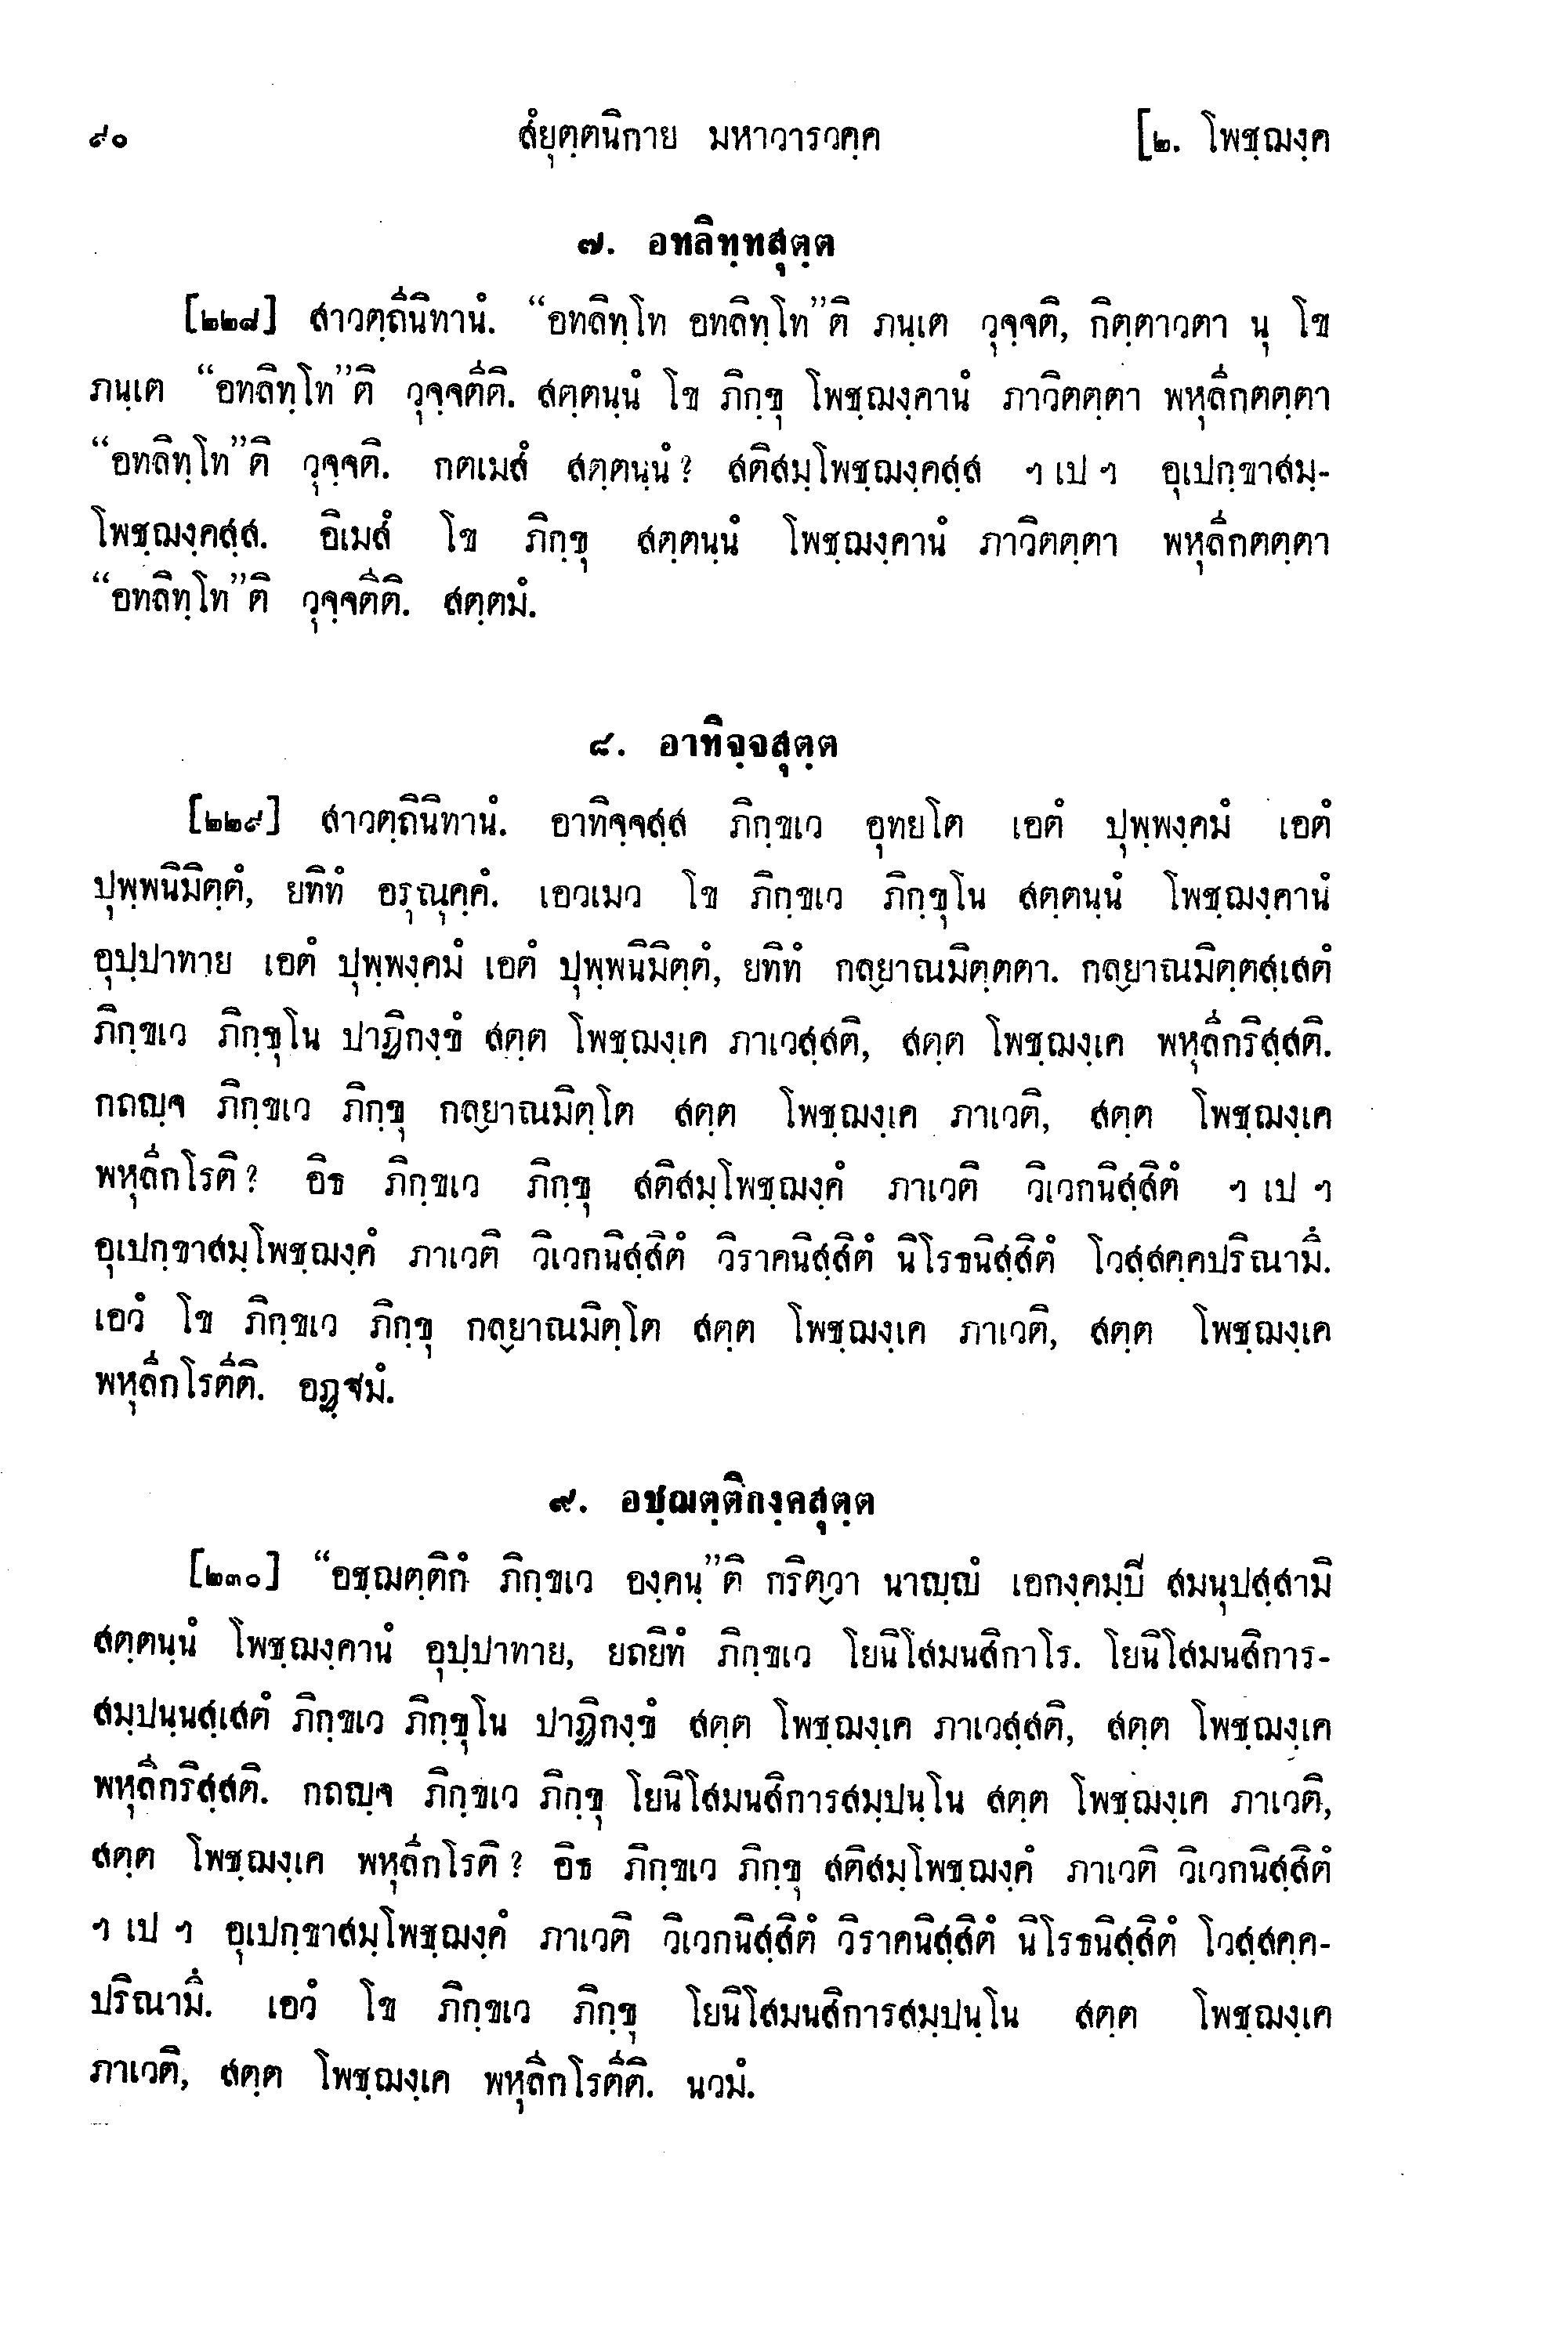 ๙๐ สํยุตฺตนิกาย มหาวารวคฺค [๒. โพชฺฌงฺค
๗. อทลิทฺทสุตฺต
[๒๒๘] สาวตฺถีนิทานํ. “อทลิทฺโท อทลิทฺโท”ติ ภนฺเต วุจฺจติ, กิตฺตาวตา นุ โข
ภนฺเต “อทลิทฺโท”ติ วุจฺจตีติ. สตฺตนฺนํ โข ภิกฺขุ โพชฺฌงฺคานํ ภาวิตตฺตา พหุลีกตตฺตา
“อทลิทฺโท”ติ วุจฺจติ. กตเมสํ สตฺตนฺนํ? สติสมฺโพชฺฌงฺคสฺส ฯ เป ฯ อุเปกฺขาสมฺ-
โพชฺฌงฺคสฺส. อิเมสํ โข ภิกฺขุ สตฺตนฺนํ โพชฺฌงฺคานํ ภาวิตตฺตา พหุลีกตตฺตา
“อทลิทฺโท”ติ วุจฺจตีติ. สตฺตมํ.
๘. อาทิจฺจสุตฺต
[๒๒๙] สาวตฺถินิทานํ. อาทิจฺจสฺส ภิกฺขเว อุทยโต เอตํ ปุพฺพงฺคมํ เอตํ
ปุพฺพนิมิตฺตํ, ยทิทํ อรุณุคฺคํ. เอวเมว โข ภิกฺขเว ภิกฺขุโน สตฺตนฺนํ โพชฺฌงฺคานํ
อุปฺปาทาย เอตํ ปุพฺพงฺคมํ เอตํ ปุพฺพนิมิตฺตํ, ยทิทํ กลฺยาณมิตฺตตา. กลฺยาณมิตฺตสฺเสตํ
ภิกฺขเว ภิกฺขุโน ปาฏิกงฺขํ สตฺต โพชฺฌงฺเค ภาเวสฺสติ, สตฺต โพชฺฌงฺเค พหุลีกริสฺสติ.
กถญฺจ ภิกฺขเว ภิกฺขุ กลฺยาณมิตฺโต สตฺต โพชฺฌงฺเค ภาเวติ, สตฺต โพชฺฌงฺเค
พหุลีกโรติ? อิธ ภิกฺขเว ภิกฺขุ สติสมฺโพชฺฌงฺคํ ภาเวติ วิเวกนิสฺสิตํ ฯ เป ฯ
อุเปกฺขาสมฺโพชฺฌงฺคํ ภาเวติ วิเวกนิสฺสิตํ วิราคนิสฺสิตํ นิโรธนิสฺสิตํ โวสฺสคฺคปริณามึ.
เอวํ โข ภิกฺขเว ภิกฺขุ กลฺยาณมิตฺโต สตฺต โพชฺฌงฺเค ภาเวติ, สตฺต โพชฺฌงฺเค
พหุลีกโรตีติ. อฏฺฐมํ.
๙. อชฺฌตฺติกงฺคสุตฺต
[๒๓๐] “อชฺฌตฺติกํ ภิกฺขเว องฺคนฺ”ติ กริตฺวา นาญฺญํ เอกงฺคมฺปี สมนุปสฺสามิ
สตฺตนฺนํ โพชฺฌงฺคานํ อุปฺปาทาย, ยถยิทํ ภิกฺขเว โยนิโสมนสิกาโร. โยนิโสมนสิการ-
สมฺปนฺนสฺเสตํ ภิกฺขเว ภิกฺขุโน ปาฏิกงฺขํ สตฺต โพชฺฌงฺเค ภาเวสฺสติ, สตฺต โพชฺฌงฺเค
พหุลีกริสฺสติ. กถญฺจ ภิกฺขเว ภิกฺขุ โยนิโสมนสิการสมฺปนฺโน สตฺต โพชฺฌงฺเค ภาเวติ,
สตฺต โพชฺฌงฺเค พหุลีกโรติ? อิธ ภิกฺขเว ภิกฺขุ สติสมฺโพชฺฌงฺคํ ภาเวติ วิเวกนิสฺสิตํ
ฯ เป ฯ อุเปกฺขาสมฺโพชฺฌงฺคํ ภาเวติ วิเวกนิสฺสิตํ วิราคนิสฺสิตํ นิโรธนิสฺสิตํ โวสฺสคฺค-
ปริณามึ. เอวํ โข ภิกฺขเว ภิกฺขุ โยนิโสมนสิการสมฺปนฺโน สตฺต โพชฺฌงฺเค
ภาเวติ, สตฺต โพชฺฌงฺเค พหุลีกโรตีติ. นวมํ.